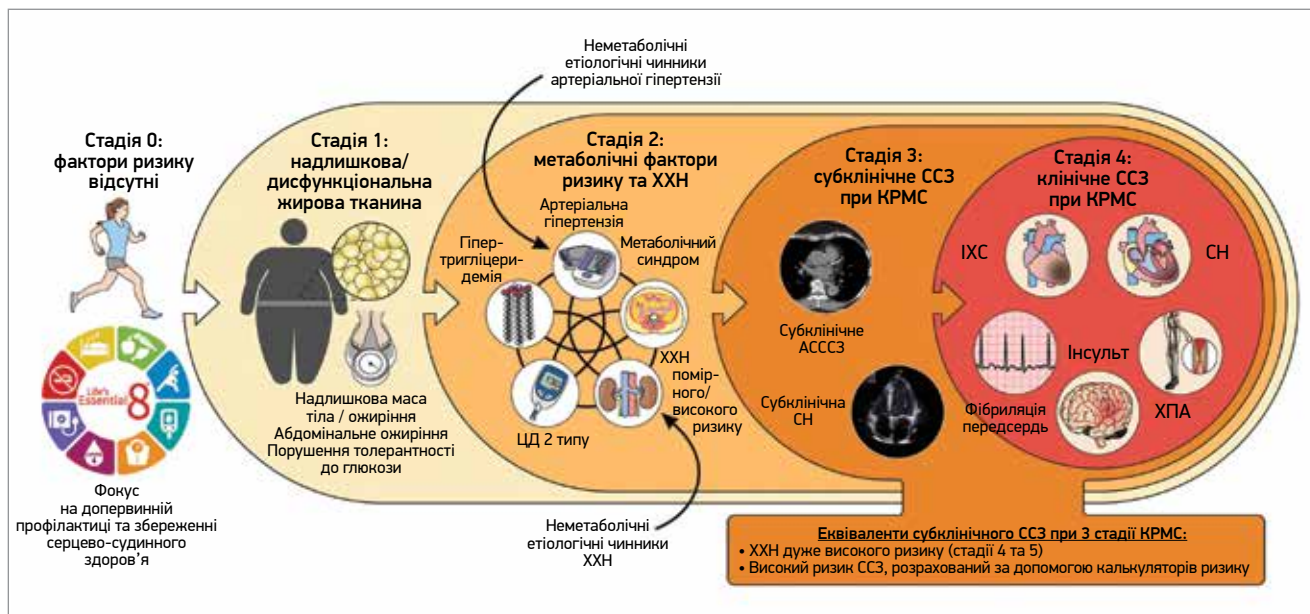 Неметаболічні
етіологічні чинники
артеріальної гіпертензії
Стадія 0:
фактори ризику
відсутні
Life's
Essential
8
Фокус
на допервинній
профілактиці та збереженні
серцево-судинного
здоров’я
Стадія 1:
надлишкова/
дисфункціональна
жирова тканина
Надлишкова маса
тіла / ожиріння
Абдомінальне ожиріння
Порушення толерантності
до глюкози
Стадія 2:
метаболічні фактори
ризику та ХХН
Артеріальна
гіпертензія
Гіпер-
тригліцери-
демія
Метаболічний
синдром
ЦД 2 типу
ХХН
помір-
ного/
високого
ризику
Неметаболічні
етіологічні чинники
ХХН
Стадія 3:
субклінічне ССЗ
при КРМС
Субклінічне
АСССЗ
Субклінічна
СН
Стадія 4:
клінічне ССЗ
при КРМС
ІХС
СН
Інсульт
Фібриляція
передсердь
ХПА
Еквіваленти субклінічного ССЗ при 3 стадії КРМС:
• ХХН дуже високого ризику (стадії 4 та 5)
• Високий ризик ССЗ, розрахований за допомогою калькуляторів ризику